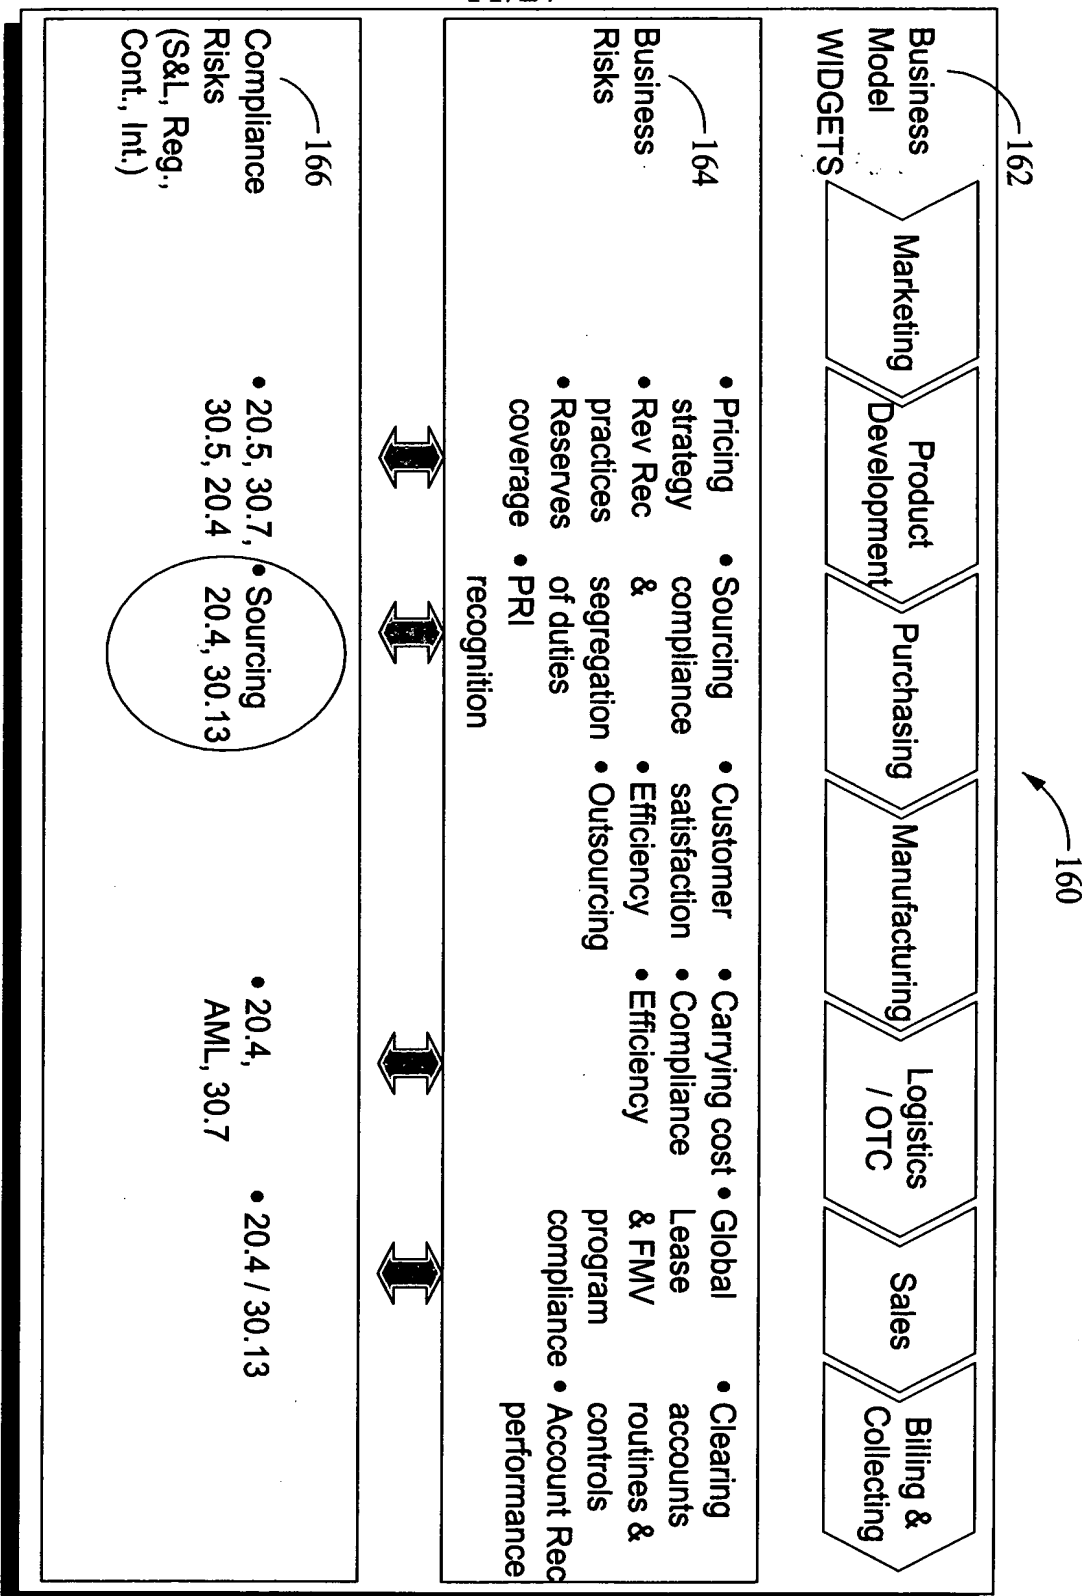 160
162
Business
Model
WIDGETS
Marketing
Product
Development
Purchasing
Manufacturing
Logistics
/ OTC
Sales
Billing &
Collecting
164
Business
Risks
• Pricing
strategy
• Rev Rec
practices
• Reserves
coverage
• Sourcing
compliance
&
segregation
of duties
• PRI
recognition
• Customer
satisfaction
• Efficiency
• Outsourcing
• Carrying cost
• Compliance
• Efficiency
• Global
Lease
& FMV
program
compliance
• Clearing
accounts
routines &
controls
• Account Rec
performance
166
Compliance
Risks
(S&L, Reg.,
Cont., Int.)
• 20.5, 30.7,
30.5, 20.4
• Sourcing
20.4, 30.13
• 20.4,
AML, 30.7
• 20.4 / 30.13